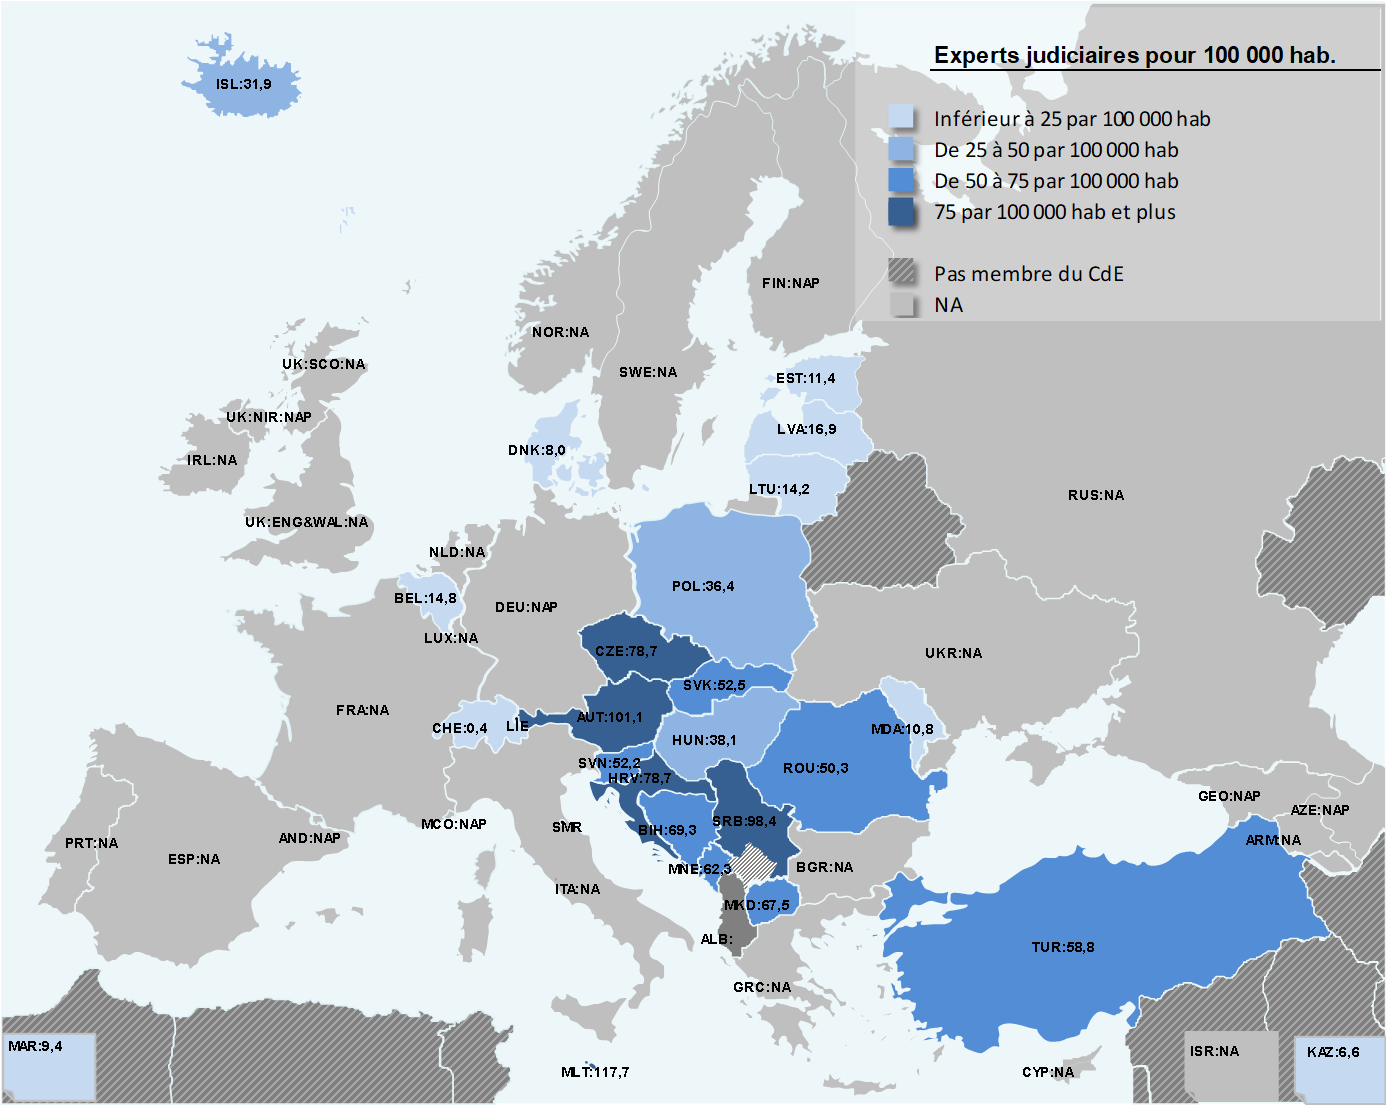 Experts judiciaires pour 100 000 hab.
Inférieur à 25 par 100 000 hab
De 25 à 50 par 100 000 hab
De 50 à 75 par 100 000 hab
75 par 100 000 hab et plus
Pas membre du CdE
NA
ISL:31,9
FIN:NAP
NOR:NA
SWE:NA
UK:SCO:NA
EST:11,4
UK:NIR:NAP
LVA:16,9
DNK:8,0
IRL:NA
LTU:14,2
RUS:NA
UK:ENG&WAL:NA
NLD:NA
POL:36,4
BEL:14,8
DEU:NAP
LUX:NA
CZE:78,7
UKR:NA
SVK:52,5
FRA:NA
AUT:101,1
CHE:0,4
LIE
MDA:10,8
HUN:38,1
SVN:52,2
ROU:50,3
HRV:78,7
GEO:NAP
AZE:NAP
MCO:NAP
SMR
SRB:98,4
BIH:69,3
AND:NAP
ARM:NA
PRT:NA
ESP:NA
MNE:62,3
BGR:NA
ITA:NA
MKD:67,5
ALB:
TUR:58,8
GRC:NA
MAR:9,4
ISR:NA
KAZ:6,6
MLT:117,7
CYP:NA